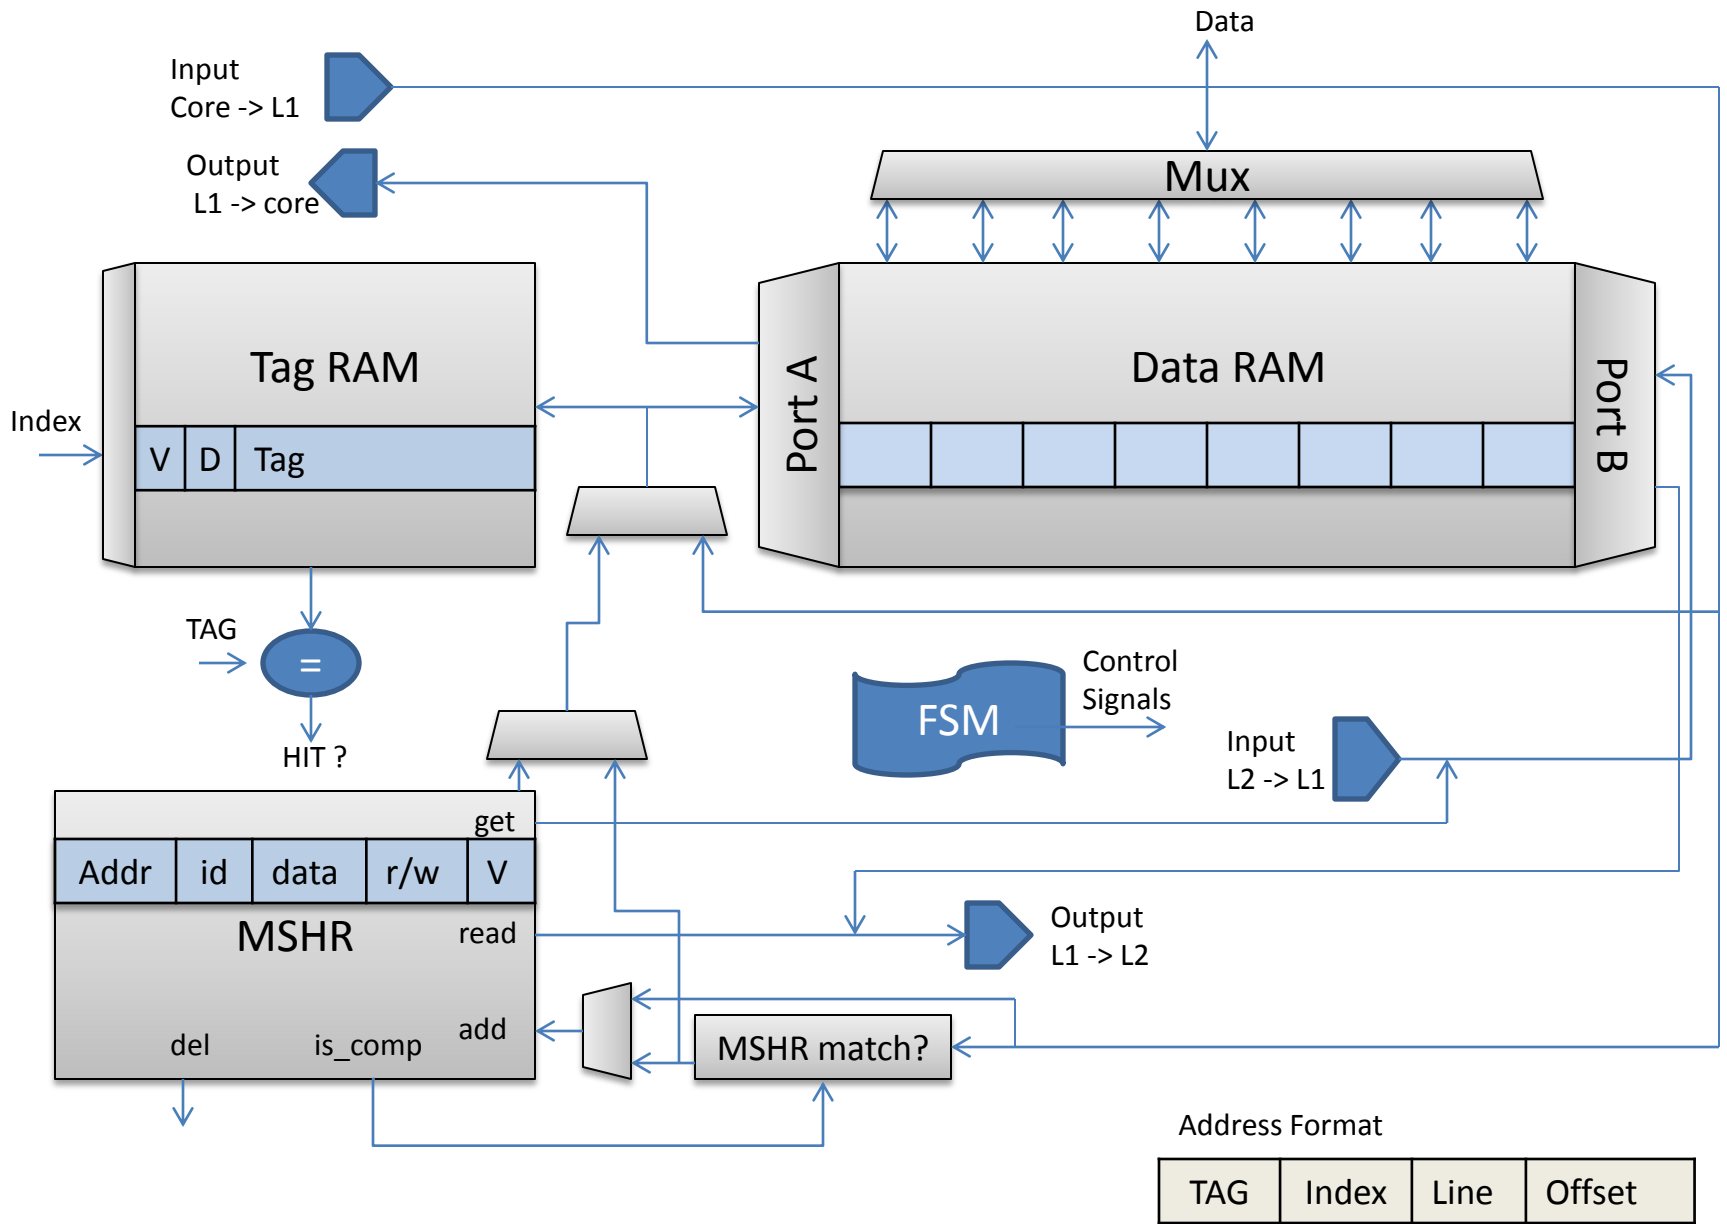 Data
Input
Core -> L1
Output
L1 -> core
Mux
Tag RAM
Port A
Data RAM
Port B
Index
V D Tag
TAG
=
HIT ?
FSM
Control
Signals
Input
L2 -> L1
get
Addr id data r/w V
MSHR
read
Output
L1 -> L2
add
del
is_comp
MSHR match?
Address Format
TAG Index Line Offset